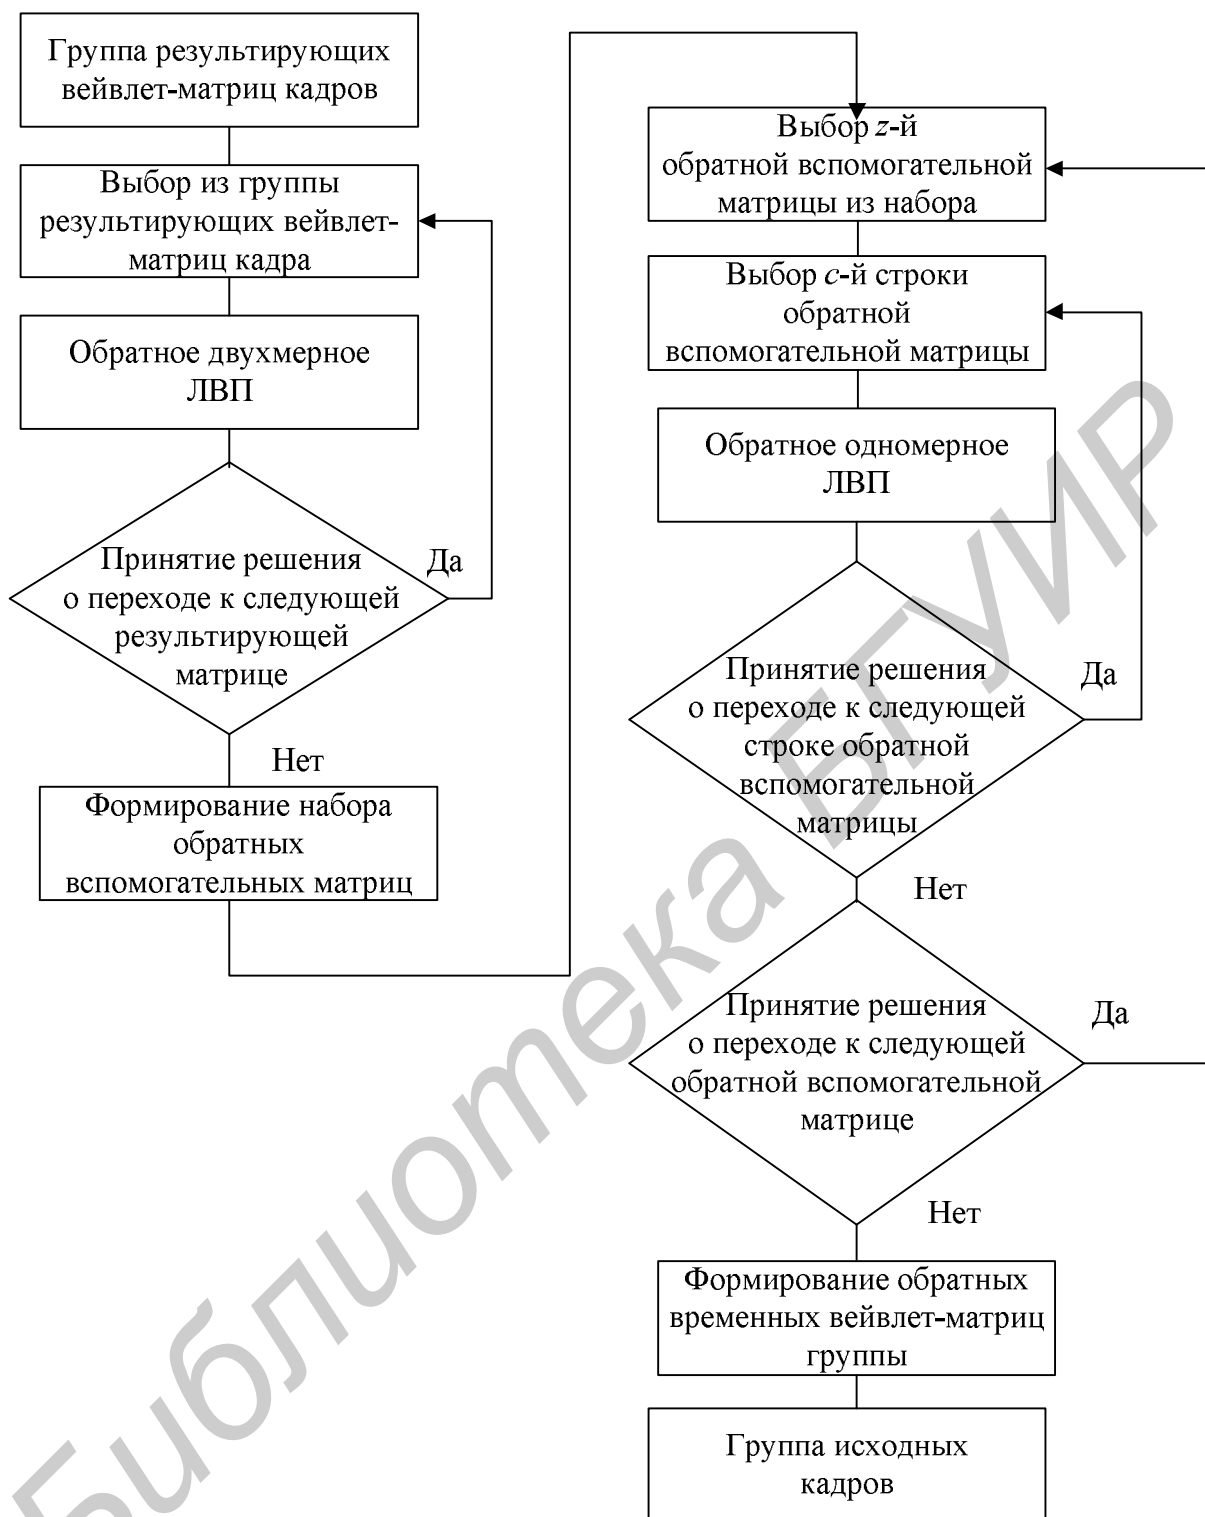 Группа результирующих
вейвлет-матриц кадров
Выбор из группы
результирующих вейвлет-
матриц кадра
Обратное двухмерное
ЛВП
Принятие решения
о переходе к следующей
результирующей
матрице
Да
Нет
Формирование набора
обратных
вспомогательных матриц
Выбор z-й
обратной вспомогательной
матрицы из набора
Выбор с-й строки
обратной
вспомогательной матрицы
Обратное одномерное
ЛВП
Принятие решения
о переходе к следующей
строке обратной
вспомогательной
матрицы
Да
Нет
Принятие решения
о переходе к следующей
обратной вспомогательной
матрице
Да
Нет
Формирование обратных
временных вейвлет-матриц
группы
Группа исходных
кадров
Библиотека БГУИР